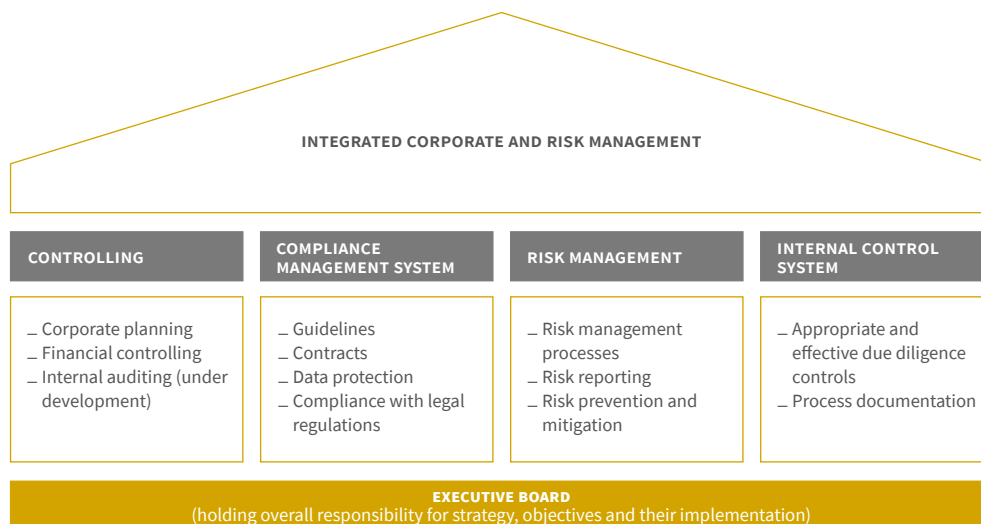 INTEGRATED CORPORATE AND RISK MANAGEMENT
CONTROLLING
COMPLIANCE
MANAGEMENT SYSTEM
RISK MANAGEMENT
INTERNAL CONTROL
SYSTEM
_ Corporate planning
_ Financial controlling
_ Internal auditing (under
development)
_ Guidelines
_ Contracts
_ Data protection
_ Compliance with legal
regulations
_ Risk management
processes
_ Risk reporting
_ Risk prevention and
mitigation
_ Appropriate and
effective due diligence
controls
_ Process documentation
EXECUTIVE BOARD
(holding overall responsibility for strategy, objectives and their implementation)